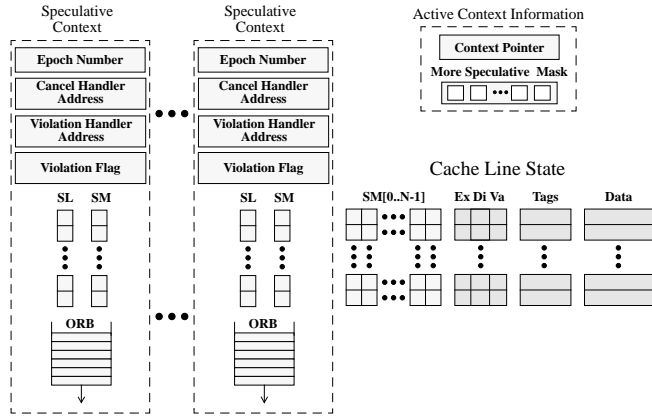 Speculative
Context
Epoch Number
Cancel Handler
Address
Violation Handler
Address
Violation Flag
SL SM
ORB
Speculative
Context
Epoch Number
Cancel Handler
Address
Violation Handler
Address
Violation Flag
SL SM
ORB
Active Context Information
Context Pointer
More Speculative Mask
Cache Line State
SM[0..N-1] Ex Di Va Tags Data